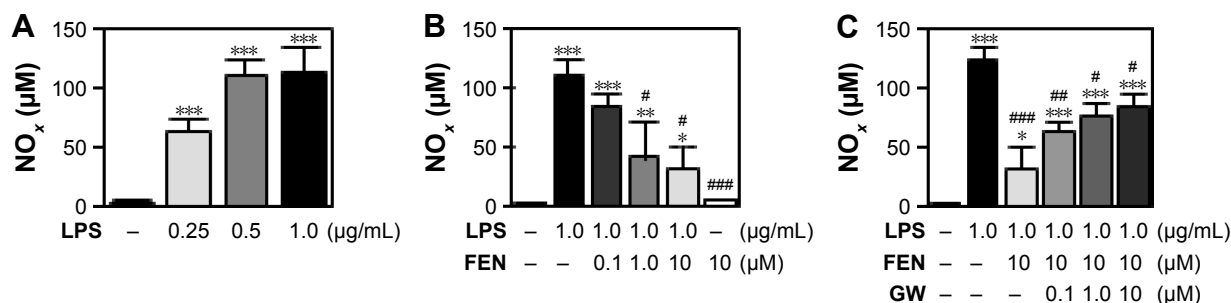 A
150
100
50
0
NOx (µM)
***
***
***
LPS – 0.25 0.5 1.0 (µg/mL)
B
150
100
50
0
NOx (µM)
***
***
#
**
#
*
###
LPS – 1.0 1.0 1.0 1.0 – (µg/mL)
FEN – – 0.1 1.0 10 10 (µM)
C
150
100
50
0
NOx (µM)
***
###
*
##
***
#
***
#
***
LPS – 1.0 1.0 1.0 1.0 1.0 (µg/mL)
FEN – – 10 10 10 10 (µM)
GW – – – 0.1 1.0 10 (µM)